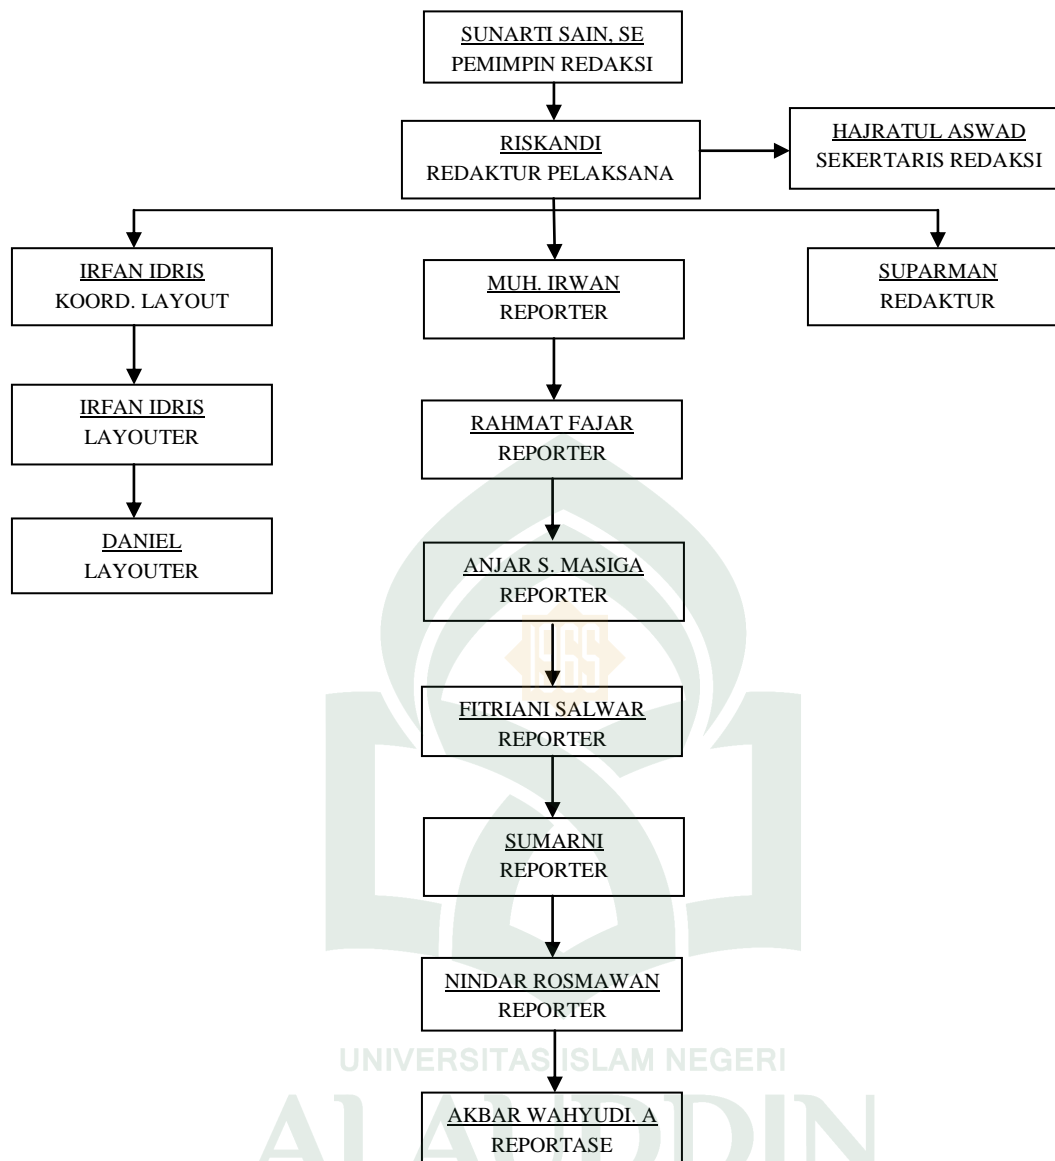 SUNARTI SAIN, SE
PEMIMPIN REDAKSI
RISKANDI
REDAKTUR PELAKSANA
HAJRATUL ASWAD
SEKERTARIS REDAKSI
IRFAN IDRIS
KOORD. LAYOUT
MUH. IRWAN
REPORTER
SUPARMAN
REDAKTUR
IRFAN IDRIS
LAYOUTER
RAHMAT FAJAR
REPORTER
DANIEL
LAYOUTER
ANJAR S. MASIGA
REPORTER
1965
FITRIANI SALWAR
REPORTER
SUMARNI
REPORTER
NINDAR ROSMAWAN
REPORTER
UNIVERSITAS ISLAM NEGERI
AKBAR WAHYUDI. A
REPORTASE
ALAUDDIN